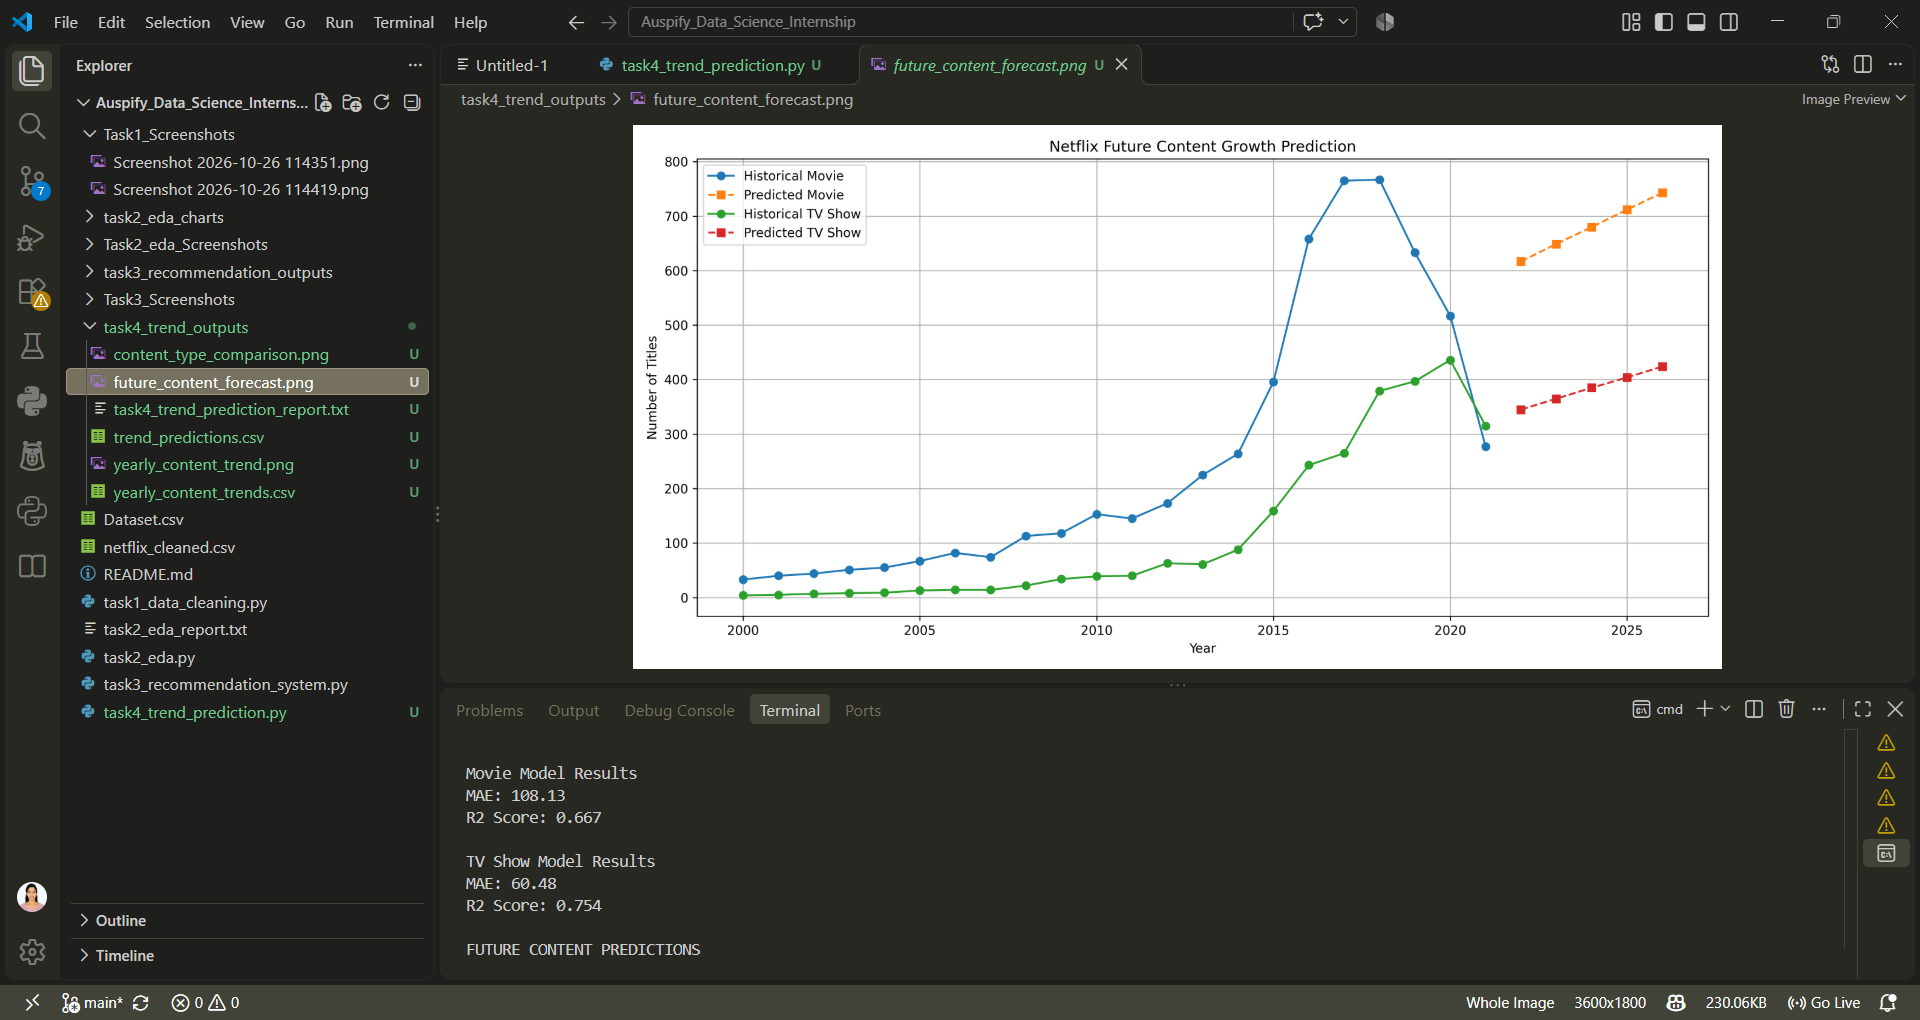 File Edit Selection View Go Run Terminal Help
Auspify_Data_Science_Internship
Explorer
Auspify_Data_Science_Interns...
Task1_Screenshots
Screenshot 2026-10-26 114351.png
Screenshot 2026-10-26 114419.png
task2_eda_charts
Task2_eda_Screenshots
task3_recommendation_outputs
Task3_Screenshots
task4_trend_outputs
content_type_comparison.png U
future_content_forecast.png U
task4_trend_prediction_report.txt U
trend_predictions.csv U
yearly_content_trend.png U
yearly_content_trends.csv U
Dataset.csv
netflix_cleaned.csv
README.md
task1_data_cleaning.py
task2_eda_report.txt
task2_eda.py
task3_recommendation_system.py
task4_trend_prediction.py U
Outline
Timeline
7
Untitled-1 task4_trend_prediction.py U future_content_forecast.png U
task4_trend_outputs > future_content_forecast.png
Image Preview
Netflix Future Content Growth Prediction
Historical Movie
Predicted Movie
Historical TV Show
Predicted TV Show
Number of Titles
800
700
600
500
400
300
200
100
0
2000 2005 2010 2015 2020 2025
Year
Problems Output Debug Console Terminal Ports
cmd
Movie Model Results
MAE: 108.13
R2 Score: 0.667
TV Show Model Results
MAE: 60.48
R2 Score: 0.754
FUTURE CONTENT PREDICTIONS
main* 0 0
Whole Image 3600x1800 230.06KB Go Live